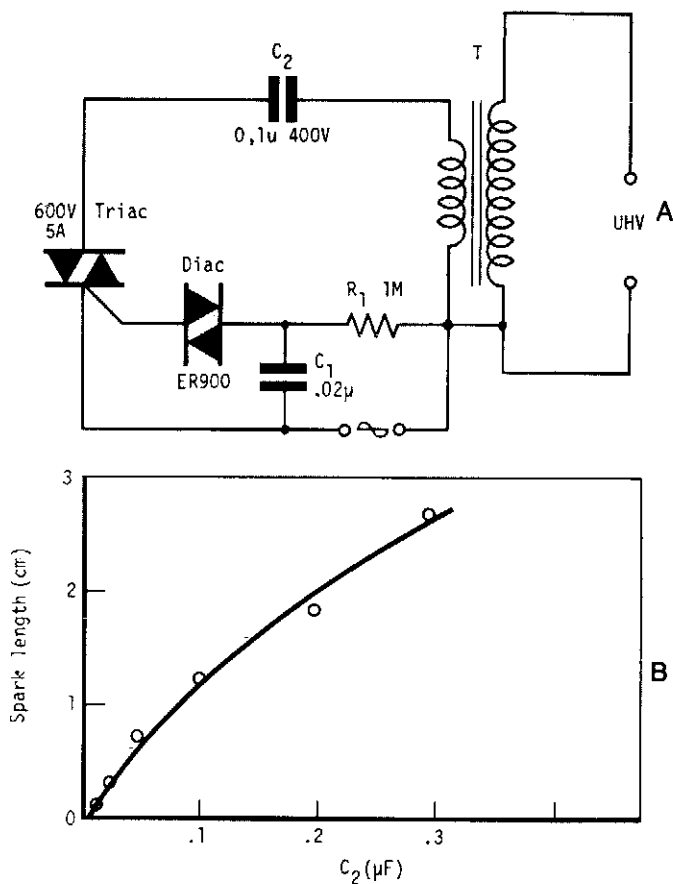 C2
T
0,1u 400V
600V Triac
5A
UHV A
Diac
R1 1M
C1
.02µ
ER900
3
2
1
0
Spark length (cm)
B
.1 .2 .3
C2 (µF)